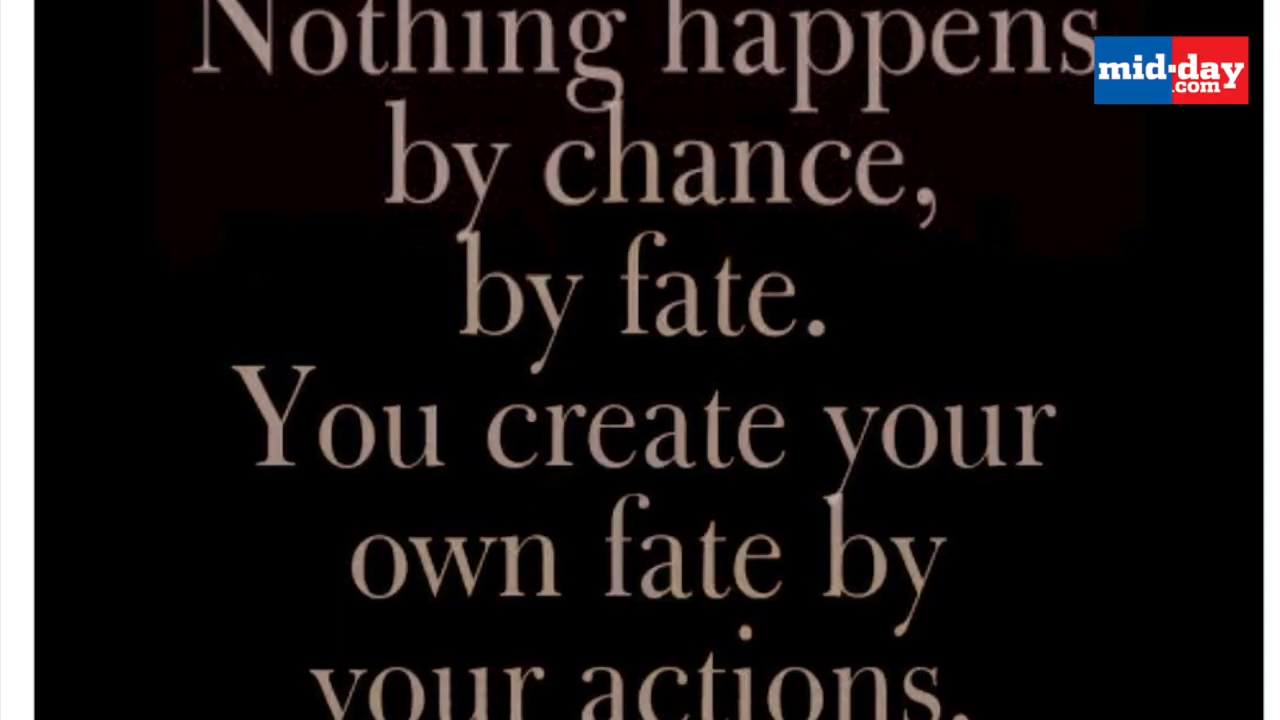 Nothing happens
by chance,
by fate.
You create your
own fate by
your actions.
mid-day
.com